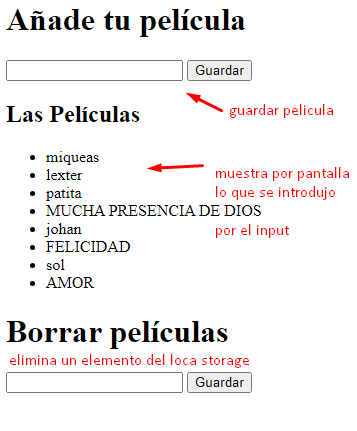 Añade tu película
Guardar
guardar pelicula
Las Películas
miqueas
lexter
patita
MUCHA PRESENCIA DE DIOS
johan
FELICIDAD
sol
AMOR
muestra por pantalla
lo que se introdujo
por el input
Borrar películas
elimina un elemento del loca storage
Guardar